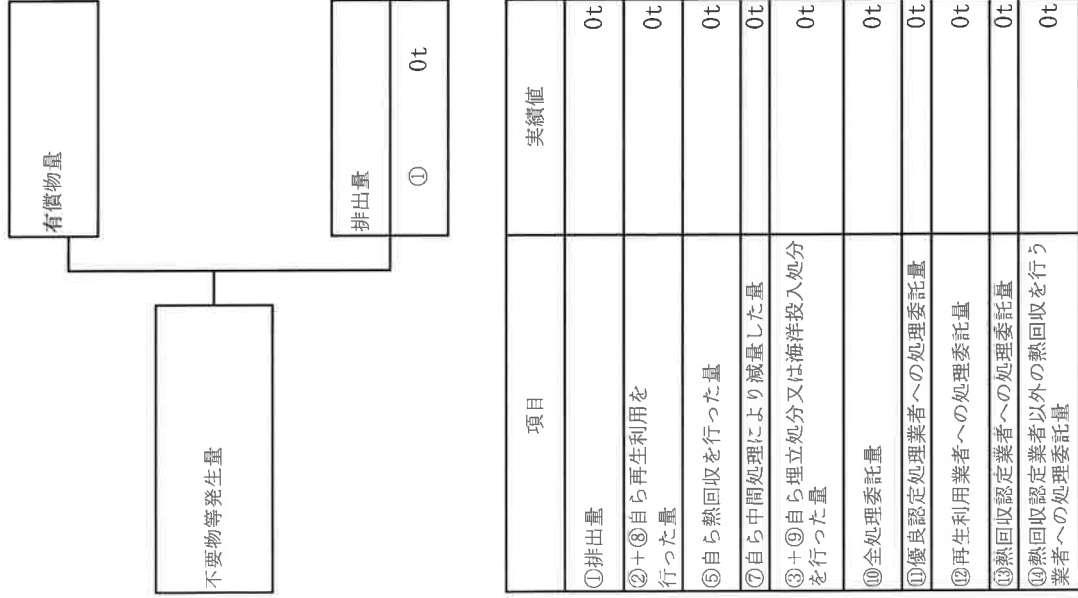 有償物量
不要物等発生量
排出量
① 0t
項目 実績値
①排出量 0t
②+⑧自ら再生利用を
行った量 0t
⑤自ら熱回収を行った量 0t
⑦自ら中間処理により減量した量 0t
③+⑨自ら埋立処分又は海洋投入処分
を行った量 0t
⑩全処理委託量 0t
⑪優良認定処理業者への処理委託量 0t
⑫再生利用業者への処理委託量 0t
⑬熱回収認定業者への処理委託量 0t
⑭熱回収認定業者以外の熱回収を行う
業者への処理委託量 0t